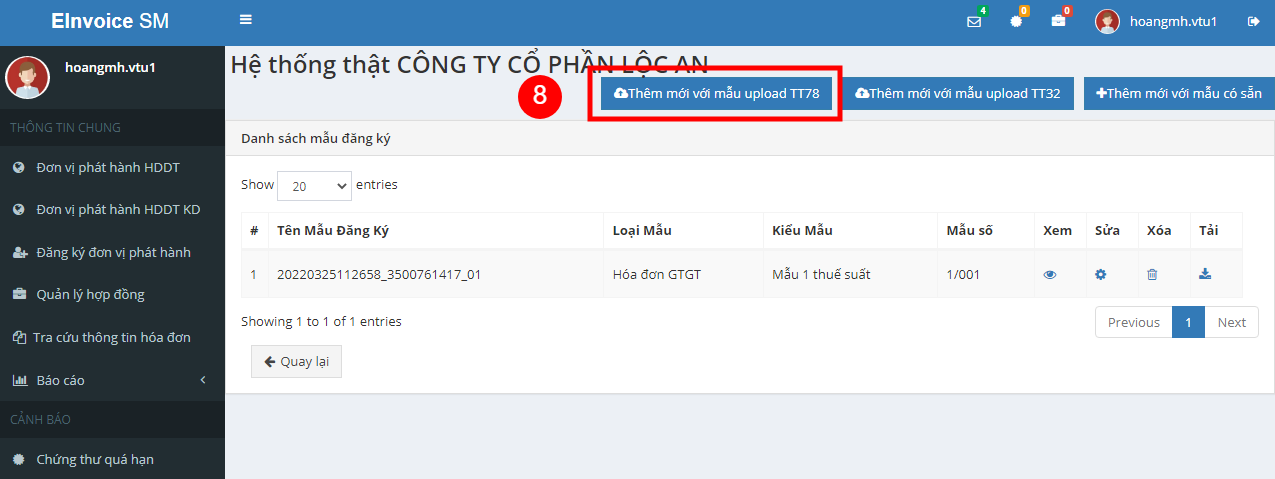 EInvoice SM
4
0
0
hoangmh.vtu1
hoangmh.vtu1
THÔNG TIN CHUNG
Đơn vị phát hành HDDT
Đơn vị phát hành HDDT KD
Đăng ký đơn vị phát hành
Quản lý hợp đồng
Tra cứu thông tin hóa đơn
Báo cáo
CẢNH BÁO
Chứng thư quá hạn
Hệ thống thật CÔNG TY CỔ PHẦN LỘC AN
8
Thêm mới với mẫu upload TT78
Thêm mới với mẫu upload TT32
Thêm mới với mẫu có sẵn
Danh sách mẫu đăng ký
Show 20 entries
# Tên Mẫu Đăng Ký Loại Mẫu Kiểu Mẫu Mẫu số Xem Sửa Xóa Tải
1 20220325112658_3500761417_01 Hóa đơn GTGT Mẫu 1 thuế suất 1/001
Showing 1 to 1 of 1 entries
Previous 1 Next
Quay lại